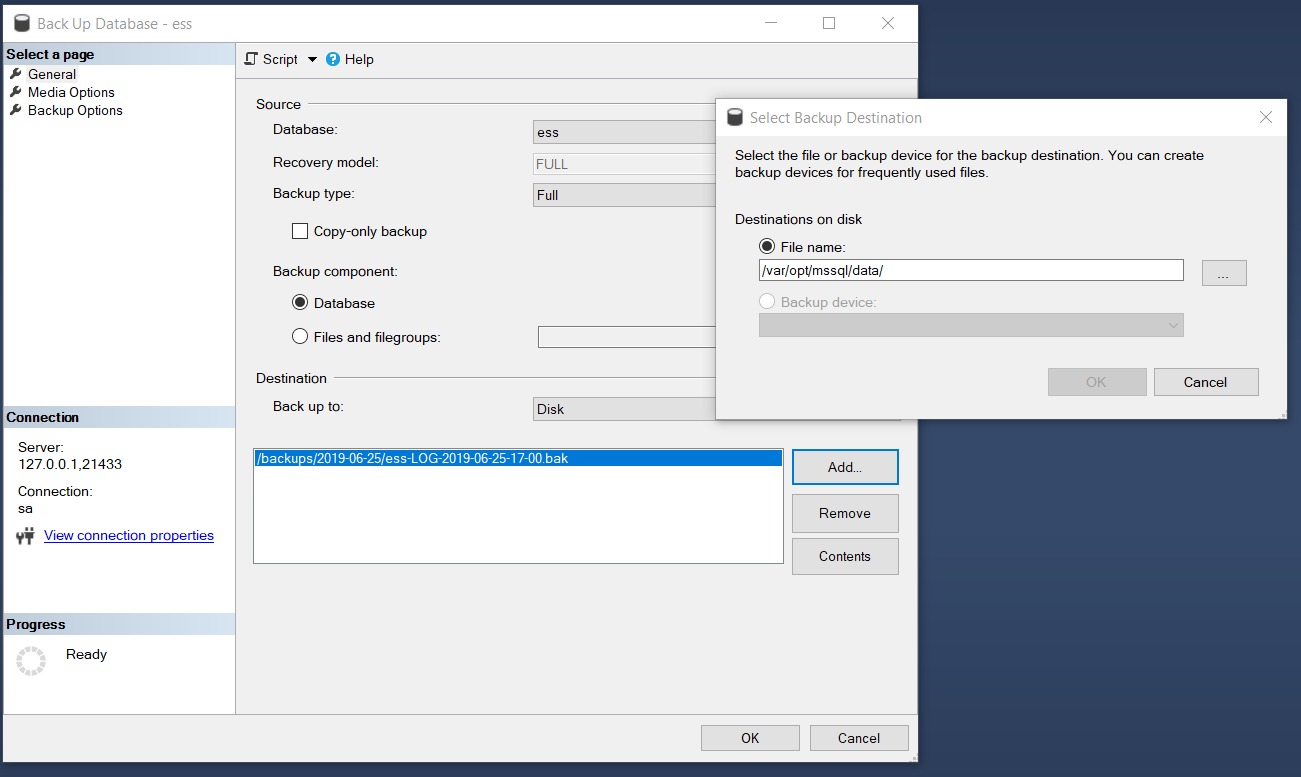 Back Up Database - ess
Select a page
General
Media Options
Backup Options
Script
Help
Source
Database:
ess
Recovery model:
FULL
Backup type:
Full
Copy-only backup
Backup component:
Database
Files and filegroups:
Destination
Back up to:
Disk
/backups/2019-06-25/ess-LOG-2019-06-25-17-00.bak
Add...
Remove
Contents
Connection
Server:
127.0.0.1,21433
Connection:
sa
View connection properties
Progress
Ready
OK
Cancel
Select Backup Destination
Select the file or backup device for the backup destination. You can create
backup devices for frequently used files.
Destinations on disk
File name:
/var/opt/mssql/data/
...
Backup device:
OK
Cancel